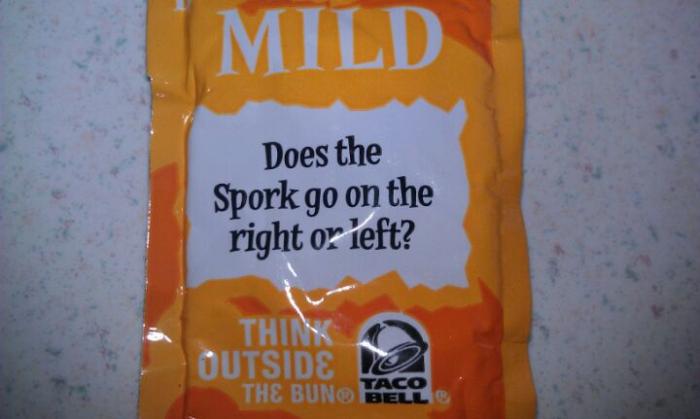 MILD
Does the
Spork go on the
right or left?
THINK
OUTSIDE
THE BUN®
TACO
BELL®